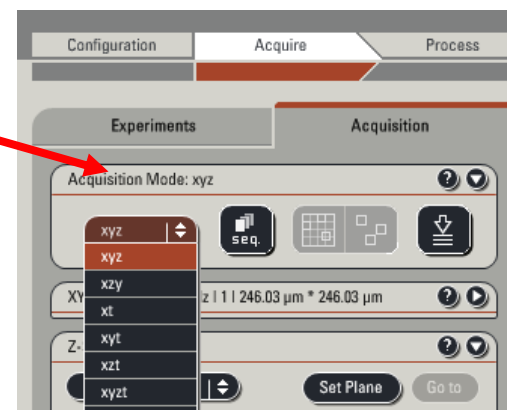 Configuration Acquire Process
Experiments Acquisition
Acquisition Mode: xyz
xyz seq.
xyz
xzy
XY z | 1 | 246.03 µm * 246.03 µm
xt
xyt
Z-
xzt
xyzt Set Plane Go to